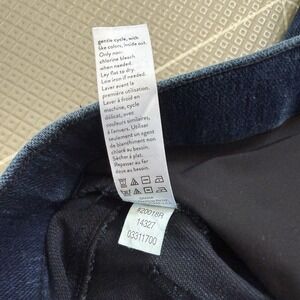 gentle cycle, with
like colors, inside out.
Only non-
chlorine bleach
when needed.
Lay flat to dry.
Low iron if needed.
Laver avant la
première utilisation.
Laver à froid en
machine, cycle
délicat, avec
couleurs similaires,
à l'envers. Utiliser
seulement un agent
de blanchiment non
chloré au besoin.
Sécher à plat.
Repasser au fer
doux au besoin.
14327
03311700